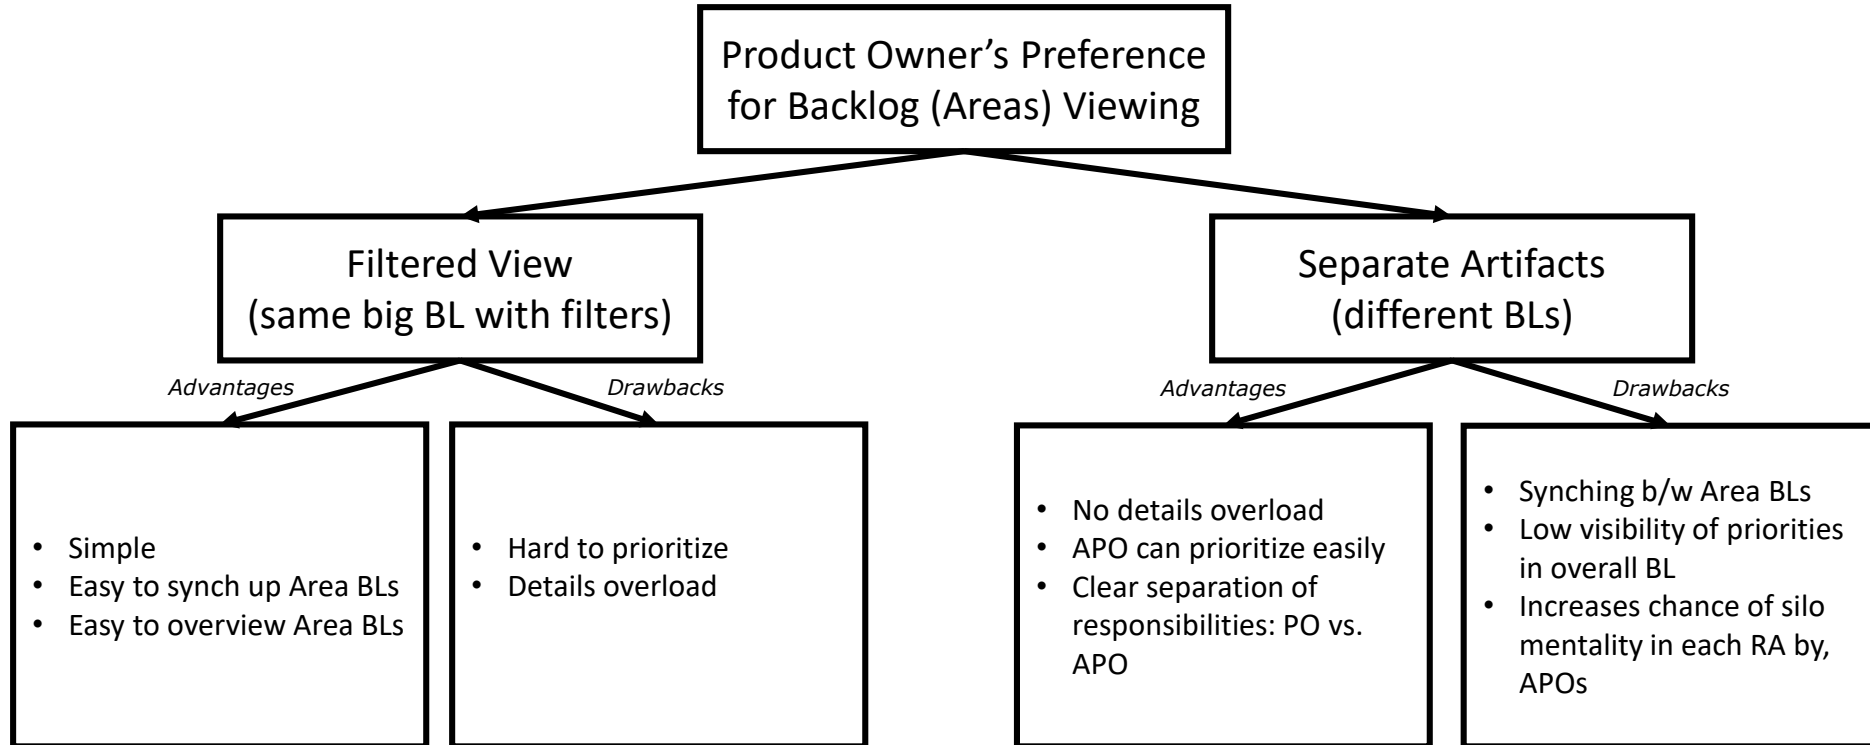 Product Owner’s Preference
for Backlog (Areas) Viewing
Filtered View
(same big BL with filters)
Separate Artifacts
(different BLs)
Advantages
Drawbacks
Advantages
Drawbacks
• Simple
• Easy to synch up Area BLs
• Easy to overview Area BLs
• Hard to prioritize
• Details overload
• No details overload
• APO can prioritize easily
• Clear separation of
responsibilities: PO vs.
APO
• Synching b/w Area BLs
• Low visibility of priorities
in overall BL
• Increases chance of silo
mentality in each RA by,
APOs